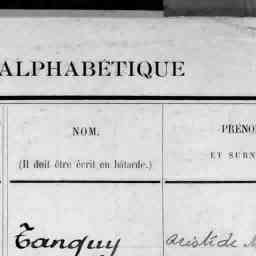 ALPHABÉTIQUE
NOM.
PRÉNO
(Il doit être écrit en bâtarde.)
ET SURN
Tanguy
Aristide